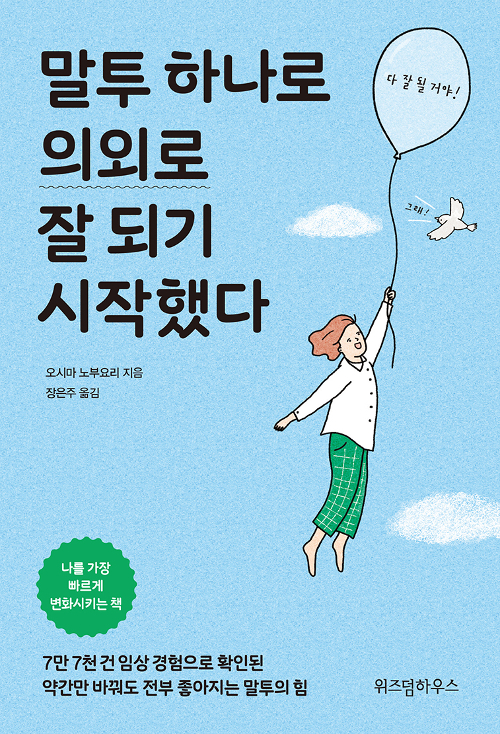 말투 하나로
의외로
잘 되기
시작했다
다 잘 될 거야!
그래!
오시마 노부요리 지음
장은주 옮김
나를 가장
빠르게
변화시키는 책
7만 7천 건 임상 경험으로 확인된
약간만 바꿔도 전부 좋아지는 말투의 힘
위즈덤하우스